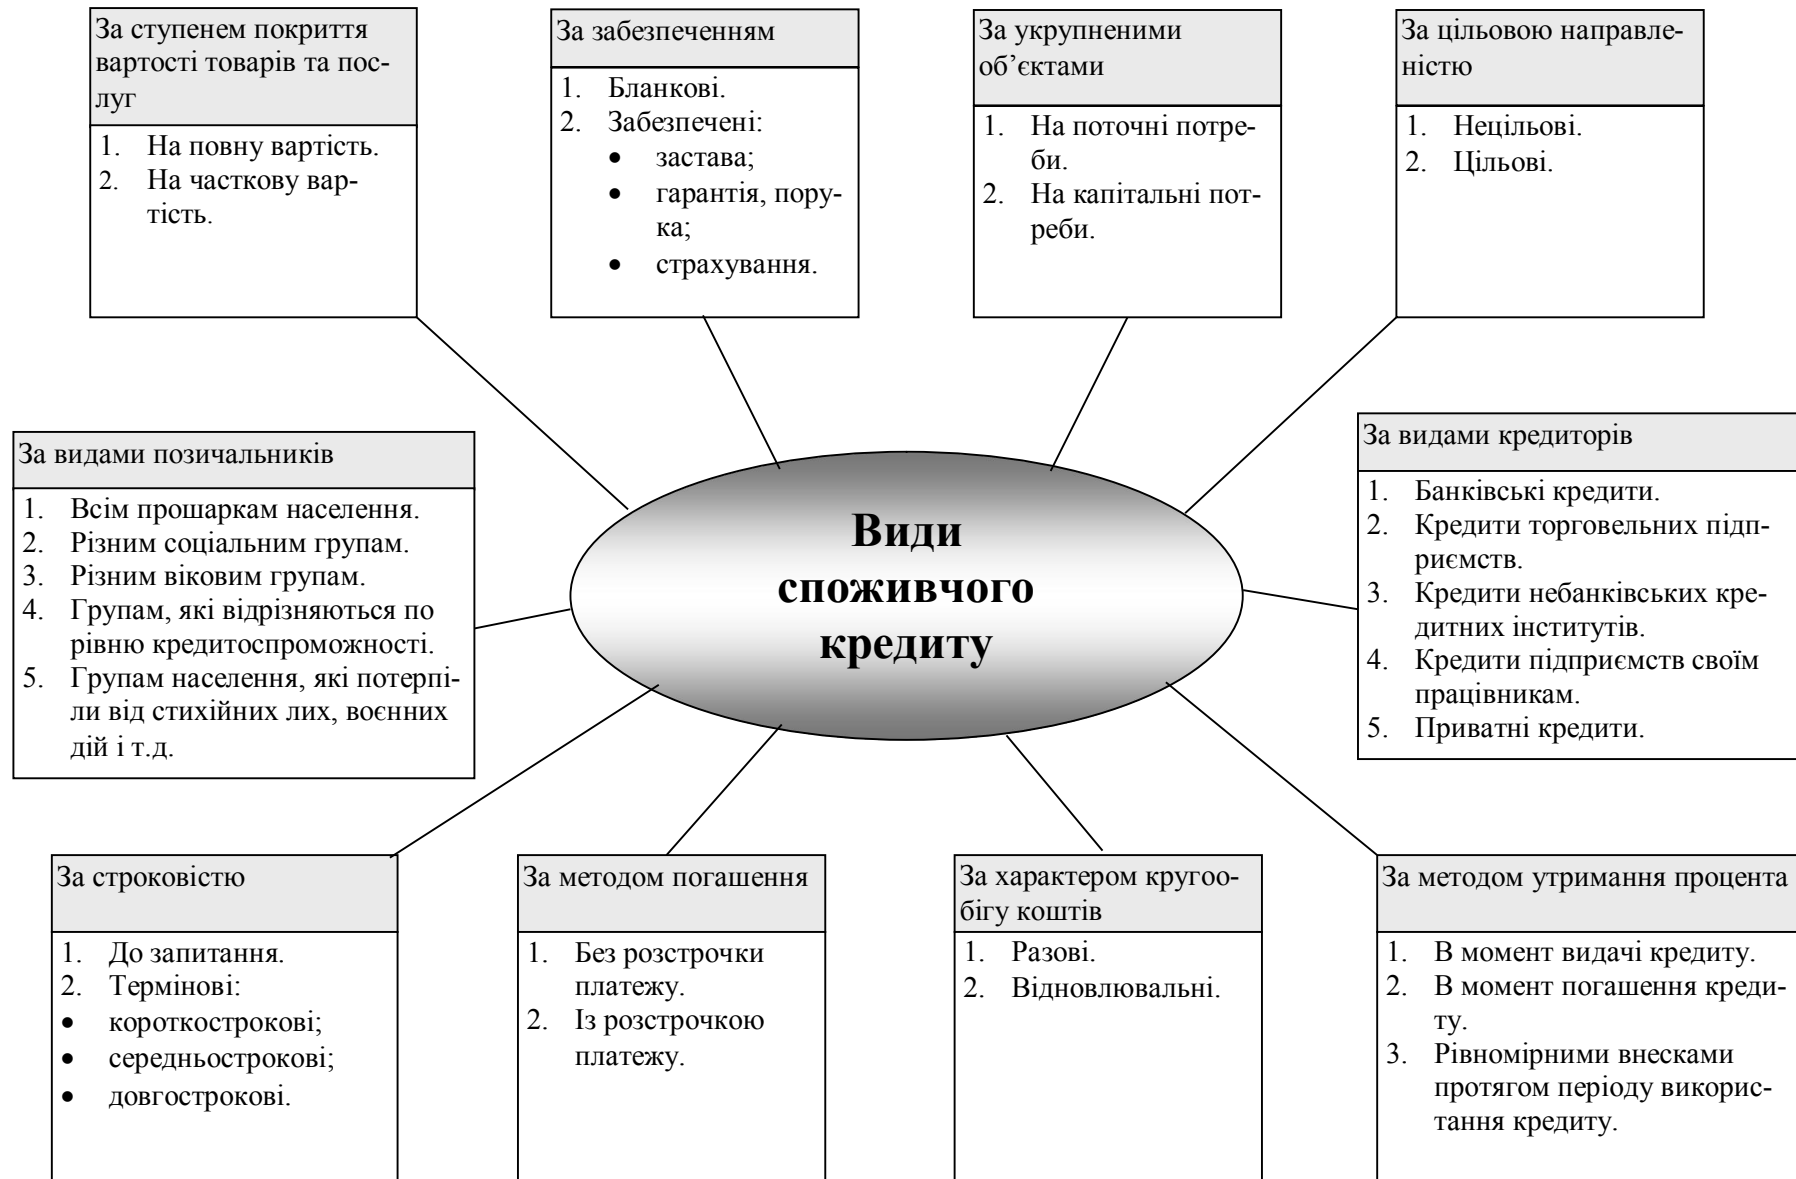 За ступенем покриття
вартості товарів та пос-
луг
1. На повну вартість.
2. На часткову вар-
тість.
За забезпеченням
1. Бланкові.
2. Забезпечені:
• застава;
• гарантія, пору-
ка;
• страхування.
За укрупненими
об’єктами
1. На поточні потре-
би.
2. На капітальні пот-
реби.
За цільовою направле-
ністю
1. Нецільові.
2. Цільові.
За видами позичальників
1. Всім прошаркам населення.
2. Різним соціальним групам.
3. Різним віковим групам.
4. Групам, які відрізняються по
рівню кредитоспроможності.
5. Групам населення, які потерпі-
ли від стихійних лих, воєнних
дій і т.д.
Види
споживчого
кредиту
За видами кредиторів
1. Банківські кредити.
2. Кредити торговельних підп-
риємств.
3. Кредити небанківських кре-
дитних інститутів.
4. Кредити підприємств своїм
працівникам.
5. Приватні кредити.
За строковістю
1. До запитання.
2. Термінові:
• короткострокові;
• середньострокові;
• довгострокові.
За методом погашення
1. Без розстрочки
платежу.
2. Із розстрочкою
платежу.
За характером кругоо-
бігу коштів
1. Разові.
2. Відновлювальні.
За методом утримання процента
1. В момент видачі кредиту.
2. В момент погашення креди-
ту.
3. Рівномірними внесками
протягом періоду викорис-
тання кредиту.